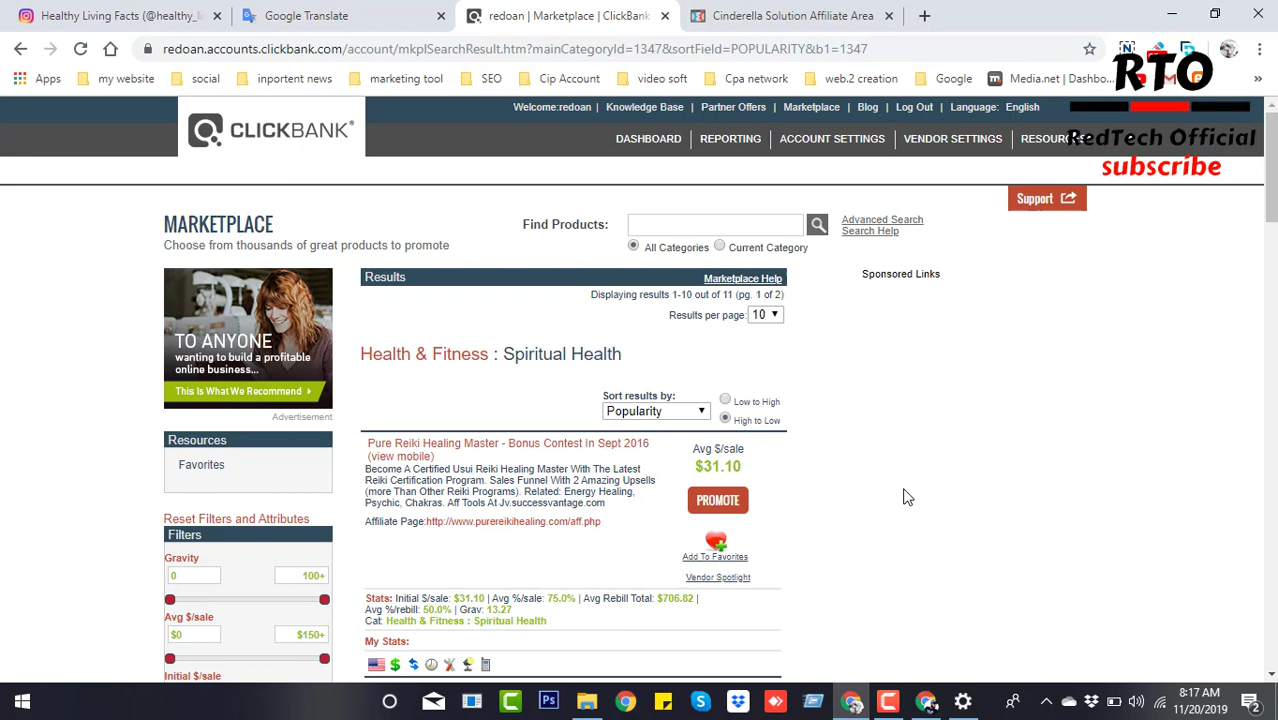 Healthy Living Facts (@healthy_l
Google Translate
redoan | Marketplace | ClickBank
Cinderella Solution Affiliate Area
redoan.accounts.clickbank.com/account/mkplSearchResult.htm?mainCategoryId=1347&sortField=POPULARITY&b1=1347
Apps
my website
social
inportent news
marketing tool
SEO
Cip Account
video soft
Cpa network
web.2 creation
Google
Media.net | Dashbo...
RTO
RedTech Official
subscribe
Welcome:redoan | Knowledge Base | Partner Offers | Marketplace | Blog | Log Out | Language: English
CLICKBANK®
DASHBOARD | REPORTING | ACCOUNT SETTINGS | VENDOR SETTINGS |
Support
MARKETPLACE
Choose from thousands of great products to promote
Find Products:
Advanced Search
Search Help
All Categories Current Category
TO ANYONE
wanting to build a profitable
online business...
This Is What We Recommend
Advertisement
Results
Marketplace Help
Displaying results 1-10 out of 11 (pg. 1 of 2)
Results per page: 10
Sponsored Links
Health & Fitness : Spiritual Health
Sort results by:
Popularity
Low to High
High to Low
Resources
Favorites
Reset Filters and Attributes
Filters
Gravity
0 100+
Avg $/sale
$0 $150+
Initial $/sale
Pure Reiki Healing Master - Bonus Contest In Sept 2016
(view mobile)
Become A Certified Usui Reiki Healing Master With The Latest
Reiki Certification Program. Sales Funnel With 2 Amazing Upsells
(more Than Other Reiki Programs). Related: Energy Healing,
Psychic, Chakras. Aff Tools At Jv.successvantage.com
Affiliate Page:http://www.purereikihealing.com/aff.php
Avg $/sale
$31.10
PROMOTE
Add To Favorites
Vendor Spotlight
Stats: Initial $/sale: $31.10 | Avg %/sale: 75.0% | Avg Rebill Total: $706.82 |
Avg %/rebill: 50.0% | Grav: 13.27
Cat: Health & Fitness : Spiritual Health
My Stats:
8:17 AM
11/20/2019
2